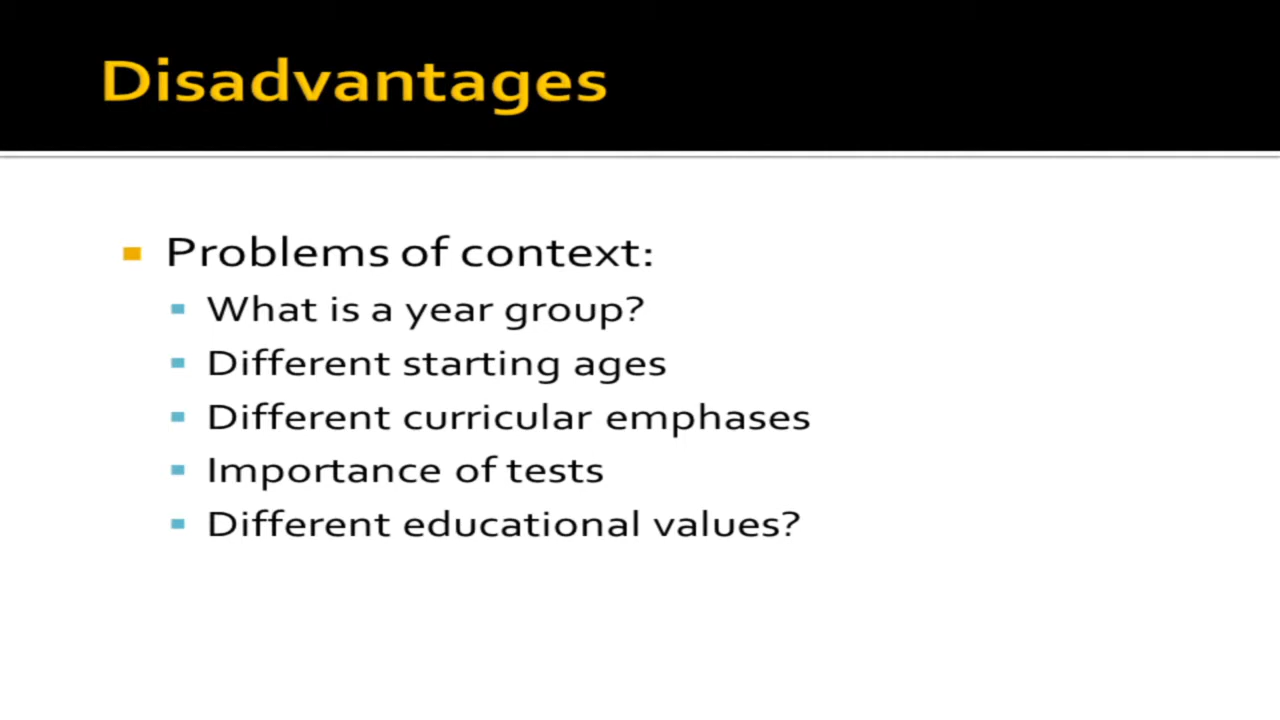 Disadvantages
Problems of context:
What is a year group?
Different starting ages
Different curricular emphases
Importance of tests
Different educational values?